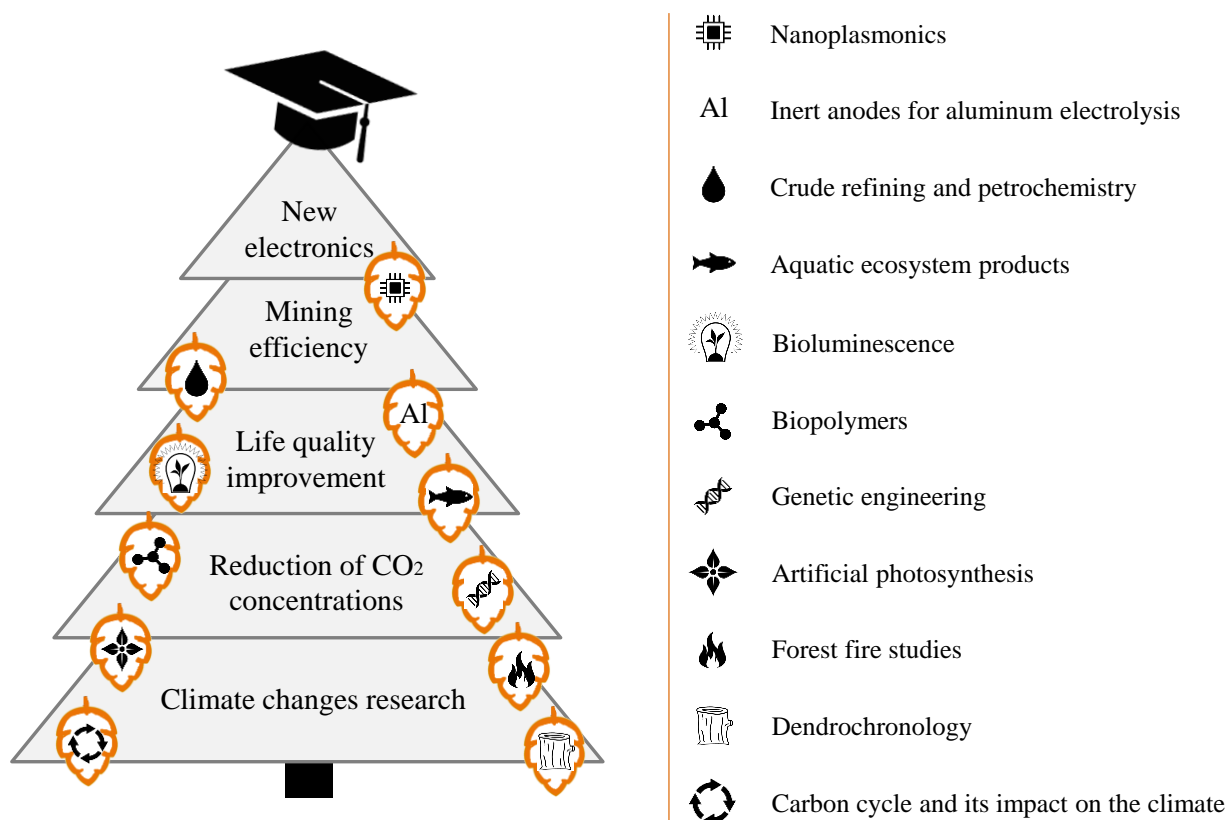 New
electronics
Mining
efficiency
Al
Life quality
improvement
Reduction of CO2
concentrations
Climate changes research
Nanoplasmonics
Al Inert anodes for aluminum electrolysis
Crude refining and petrochemistry
Aquatic ecosystem products
Bioluminescence
Biopolymers
Genetic engineering
Artificial photosynthesis
Forest fire studies
Dendrochronology
Carbon cycle and its impact on the climate